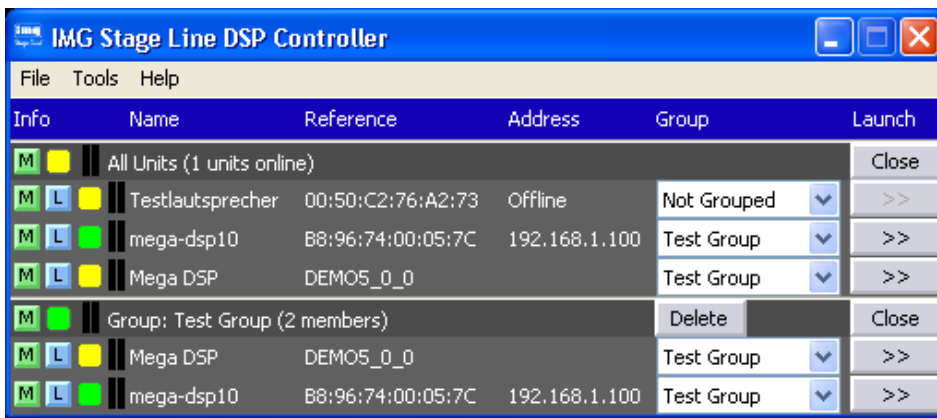 IMG Stage Line DSP Controller
File Tools Help
Info Name Reference Address Group Launch
M All Units (1 units online) Close
M L Testlautsprecher 00:50:C2:76:A2:73 Offline Not Grouped >>
M L mega-dsp10 B8:96:74:00:05:7C 192.168.1.100 Test Group >>
M L Mega DSP DEMO5_0_0 Test Group >>
M Group: Test Group (2 members) Delete Close
M L Mega DSP DEMO5_0_0 Test Group >>
M L mega-dsp10 B8:96:74:00:05:7C 192.168.1.100 Test Group >>